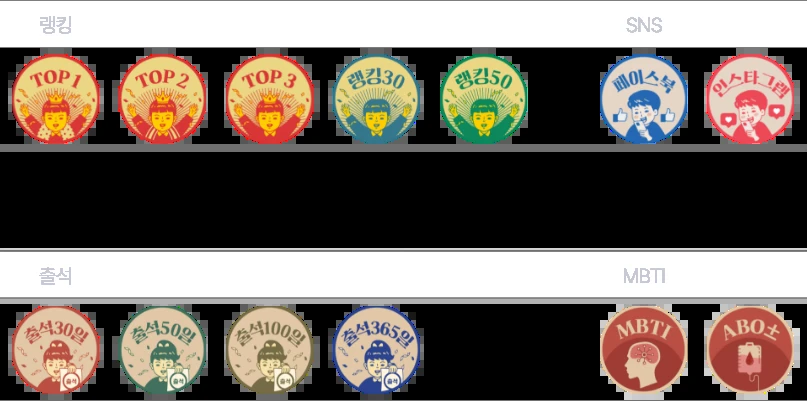 랭킹
SNS
TOP 1
TOP 2
TOP 3
랭킹30
랭킹50
페이스북
인스타그램
출석
MBTI
출석30일
출석50일
출석100일
출석365일
MBTI
ABO±
출석
출석
출석
출석